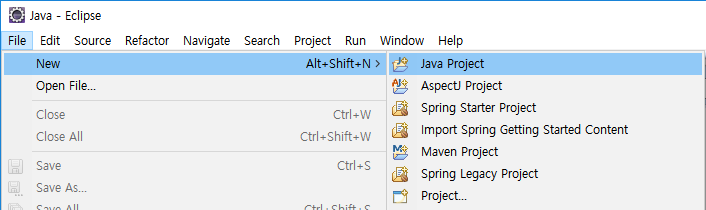 Java - Eclipse
File Edit Source Refactor Navigate Search Project Run Window Help
New Alt+Shift+N >
Open File...
Close Ctrl+W
Close All Ctrl+Shift+W
Save Ctrl+S
Save As...
Save All Ctrl+Shift+S
Java Project
AspectJ Project
Spring Starter Project
Import Spring Getting Started Content
Maven Project
Spring Legacy Project
Project...